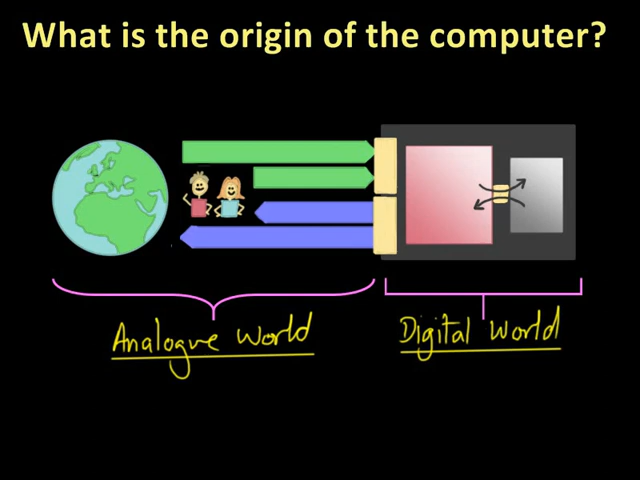 What is the origin of the computer?
Analogue World
Digital World